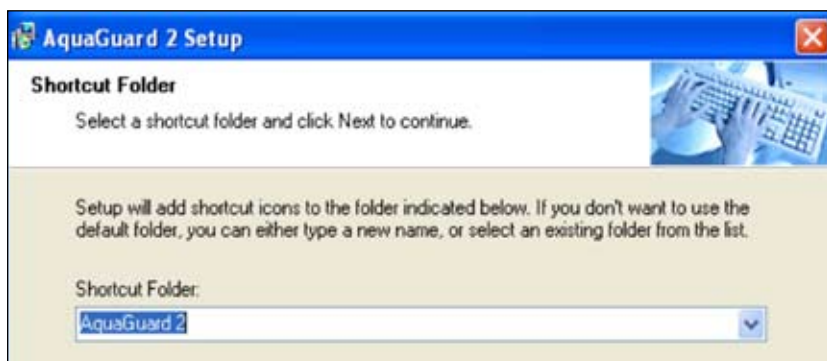 AquaGuard 2 Setup
Shortcut Folder
Select a shortcut folder and click Next to continue.
Setup will add shortcut icons to the folder indicated below. If you don't want to use the
default folder, you can either type a new name, or select an existing folder from the list.
Shortcut Folder:
AquaGuard 2